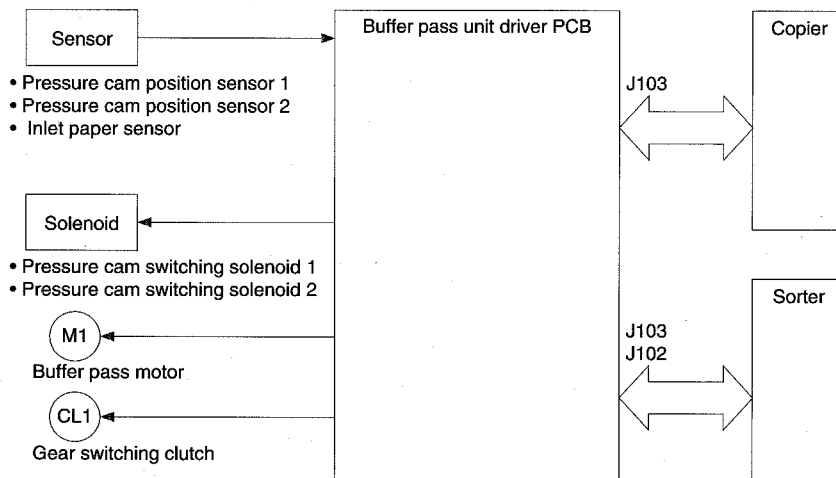 Sensor
Buffer pass unit driver PCB
Copier
• Pressure cam position sensor 1
• Pressure cam position sensor 2
• Inlet paper sensor
J103
Solenoid
• Pressure cam switching solenoid 1
• Pressure cam switching solenoid 2
Sorter
M1
Buffer pass motor
J103
J102
CL1
Gear switching clutch